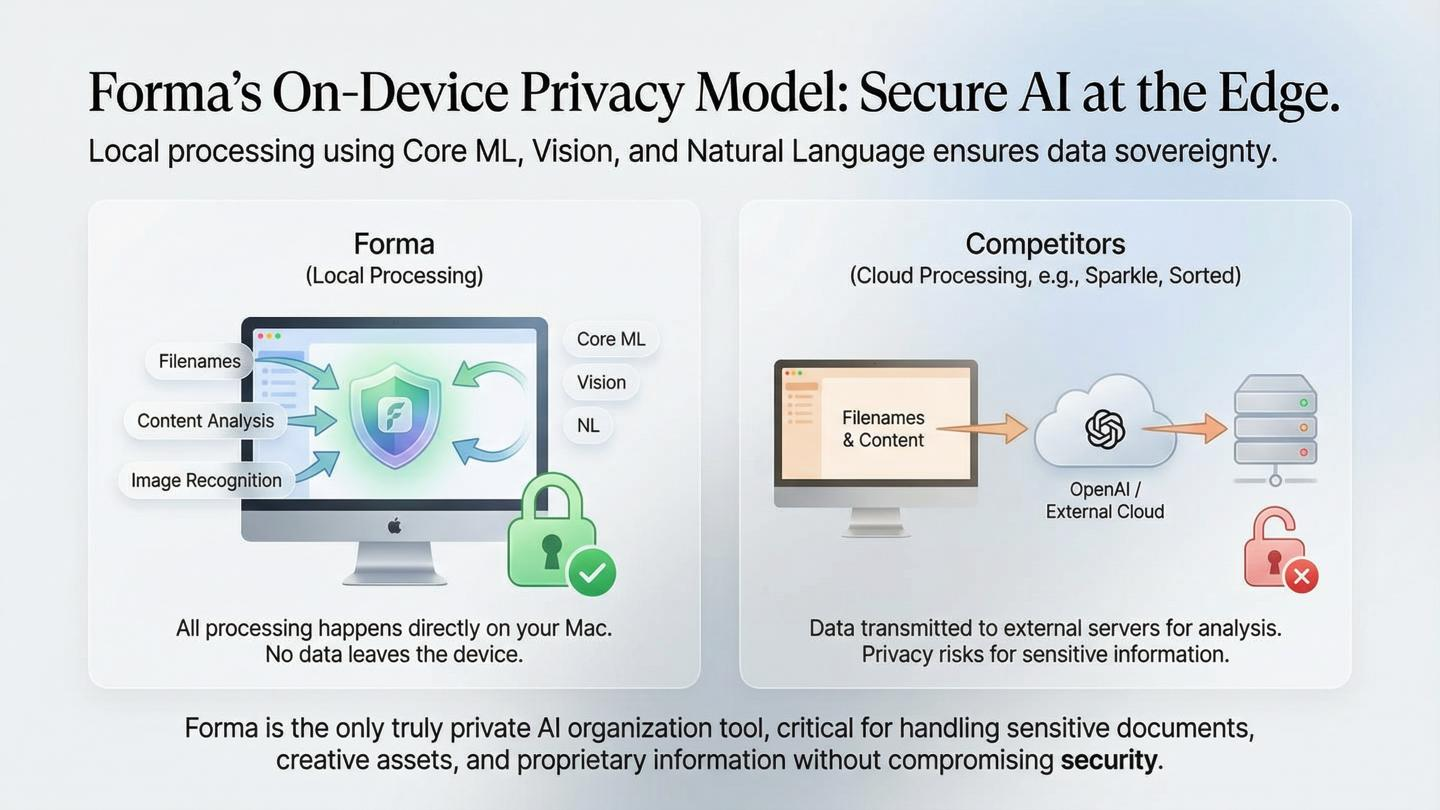 Forma’s On-Device Privacy Model: Secure AI at the Edge.
Local processing using Core ML, Vision, and Natural Language ensures data sovereignty.
Forma
(Local Processing)
Filenames
Content Analysis
Image Recognition
Core ML
Vision
NL
All processing happens directly on your Mac.
No data leaves the device.
Competitors
(Cloud Processing, e.g., Sparkle, Sorted)
Filenames
& Content
OpenAI /
External Cloud
Data transmitted to external servers for analysis.
Privacy risks for sensitive information.
Forma is the only truly private AI organization tool, critical for handling sensitive documents,
creative assets, and proprietary information without compromising security.